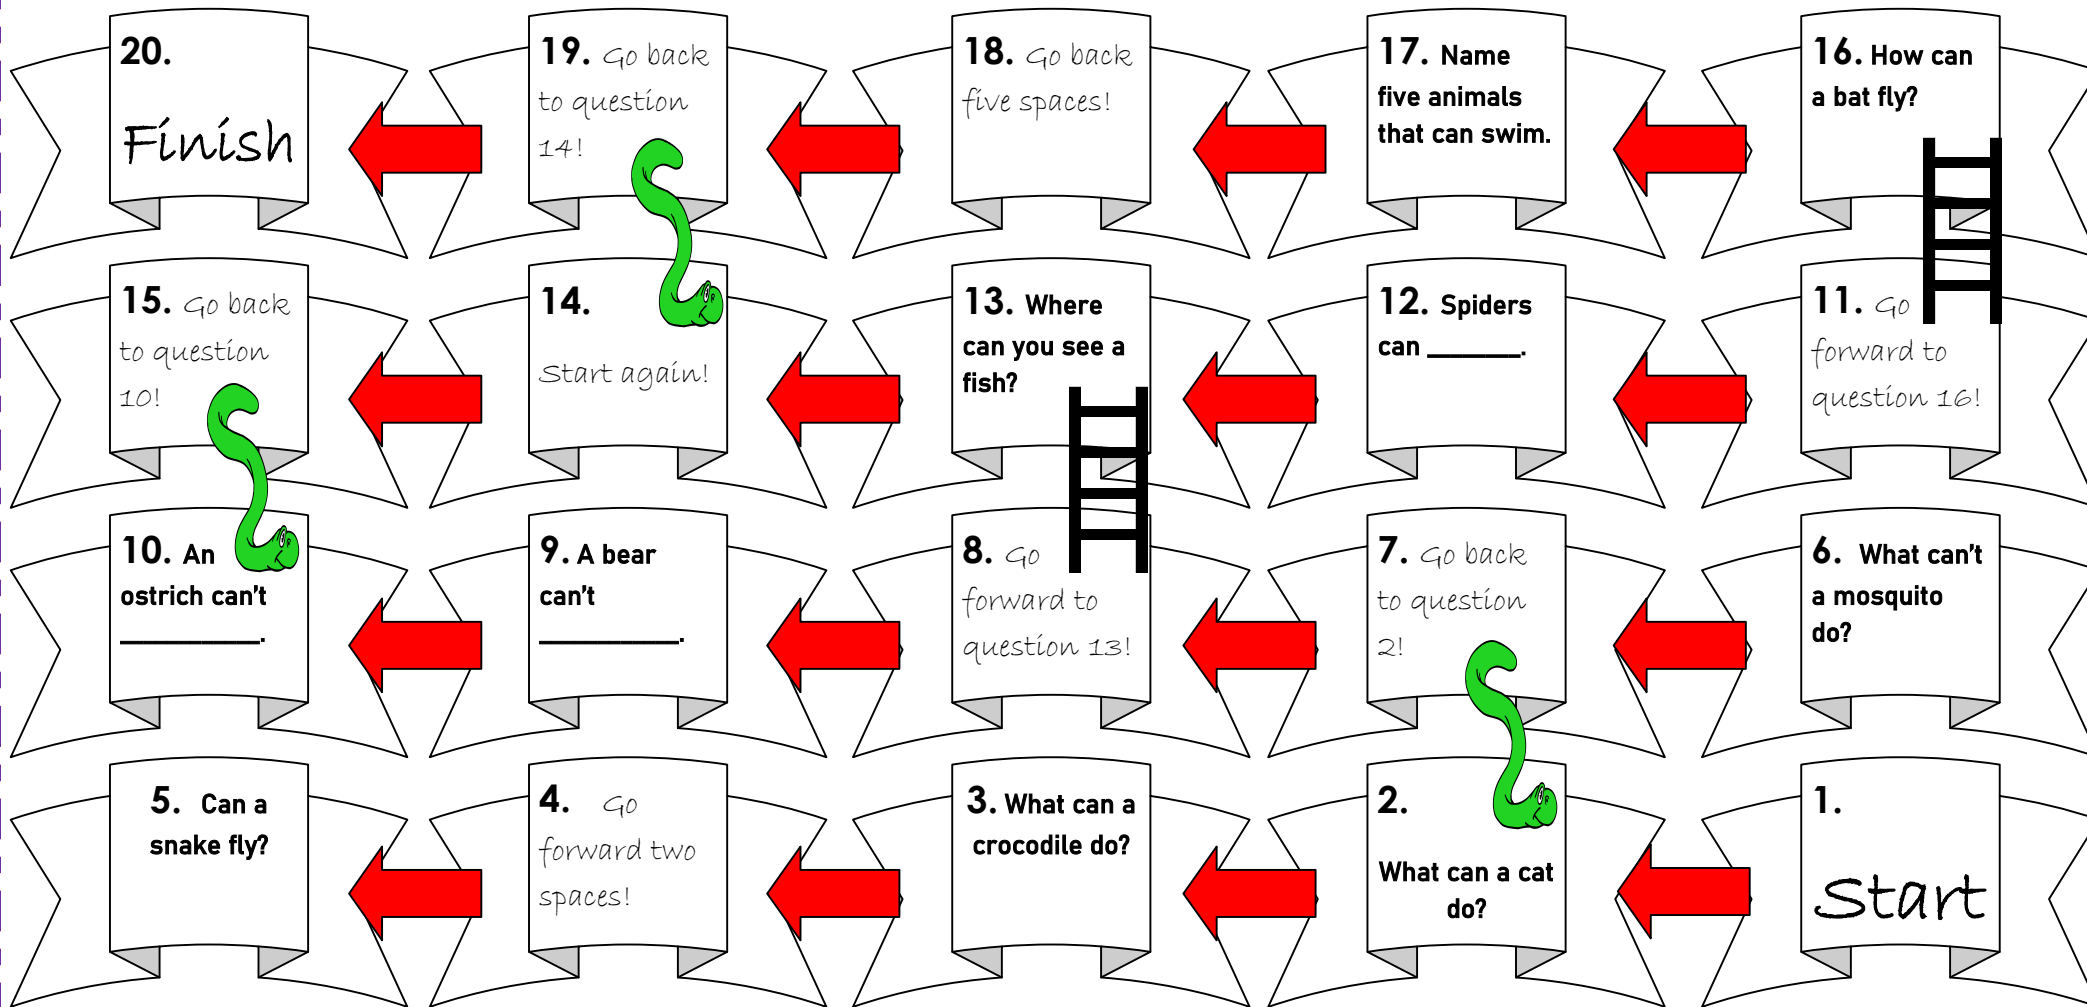 20.
Finish
19. Go back
to question
14!
18. Go back
five spaces!
17. Name
five animals
that can swim.
16. How can
a bat fly?
15. Go back
to question
10!
14.
Start again!
13. Where
can you see a
fish?
12. Spiders
can _______.
11. Go
forward to
question 16!
10. An
ostrich can't
__________.
9. A bear
can't
__________.
8. Go
forward to
question 13!
7. Go back
to question
2!
6. What can't
a mosquito
do?
5. Can a
snake fly?
4. Go
forward two
spaces!
3. What can a
crocodile do?
2.
What can a cat
do?
1.
Start